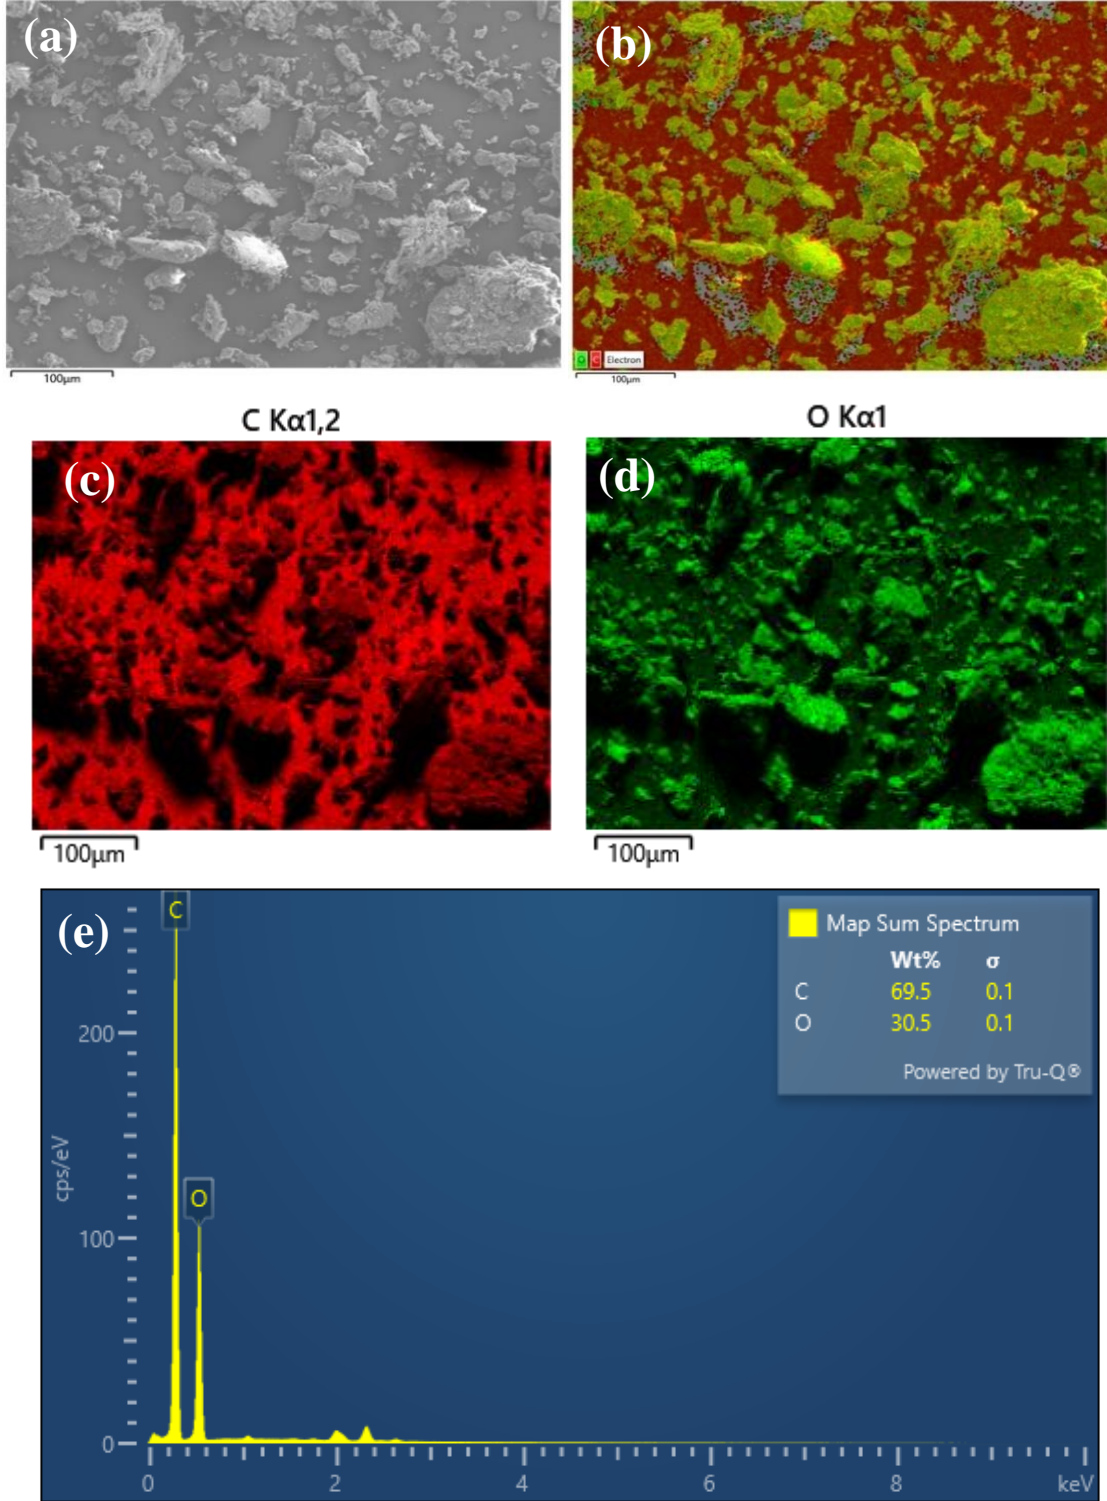 (a)
(b)
100μm
O C Electron
100μm
C Kα1,2
O Kα1
(c)
(d)
100μm
100μm
(e)
C
O
Map Sum Spectrum
Wt% σ
C 69.5 0.1
O 30.5 0.1
Powered by Tru-Q®
cps/eV
200
100
0
0 2 4 6 8 keV